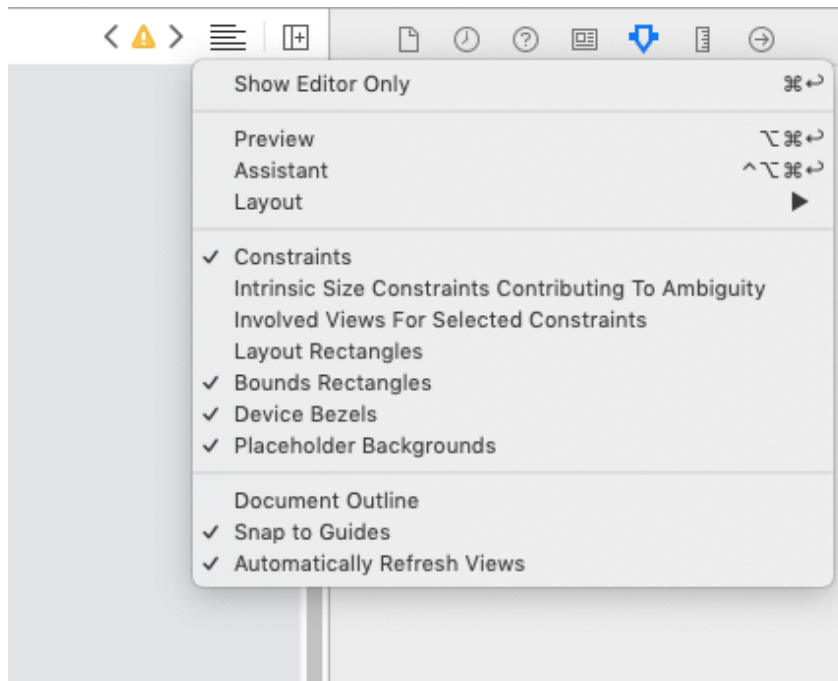 Show Editor Only ⌘↩
Preview ⌥⌘↩
Assistant ^⌥⌘↩
Layout ▶
✓ Constraints
Intrinsic Size Constraints Contributing To Ambiguity
Involved Views For Selected Constraints
Layout Rectangles
✓ Bounds Rectangles
✓ Device Bezels
✓ Placeholder Backgrounds
Document Outline
✓ Snap to Guides
✓ Automatically Refresh Views